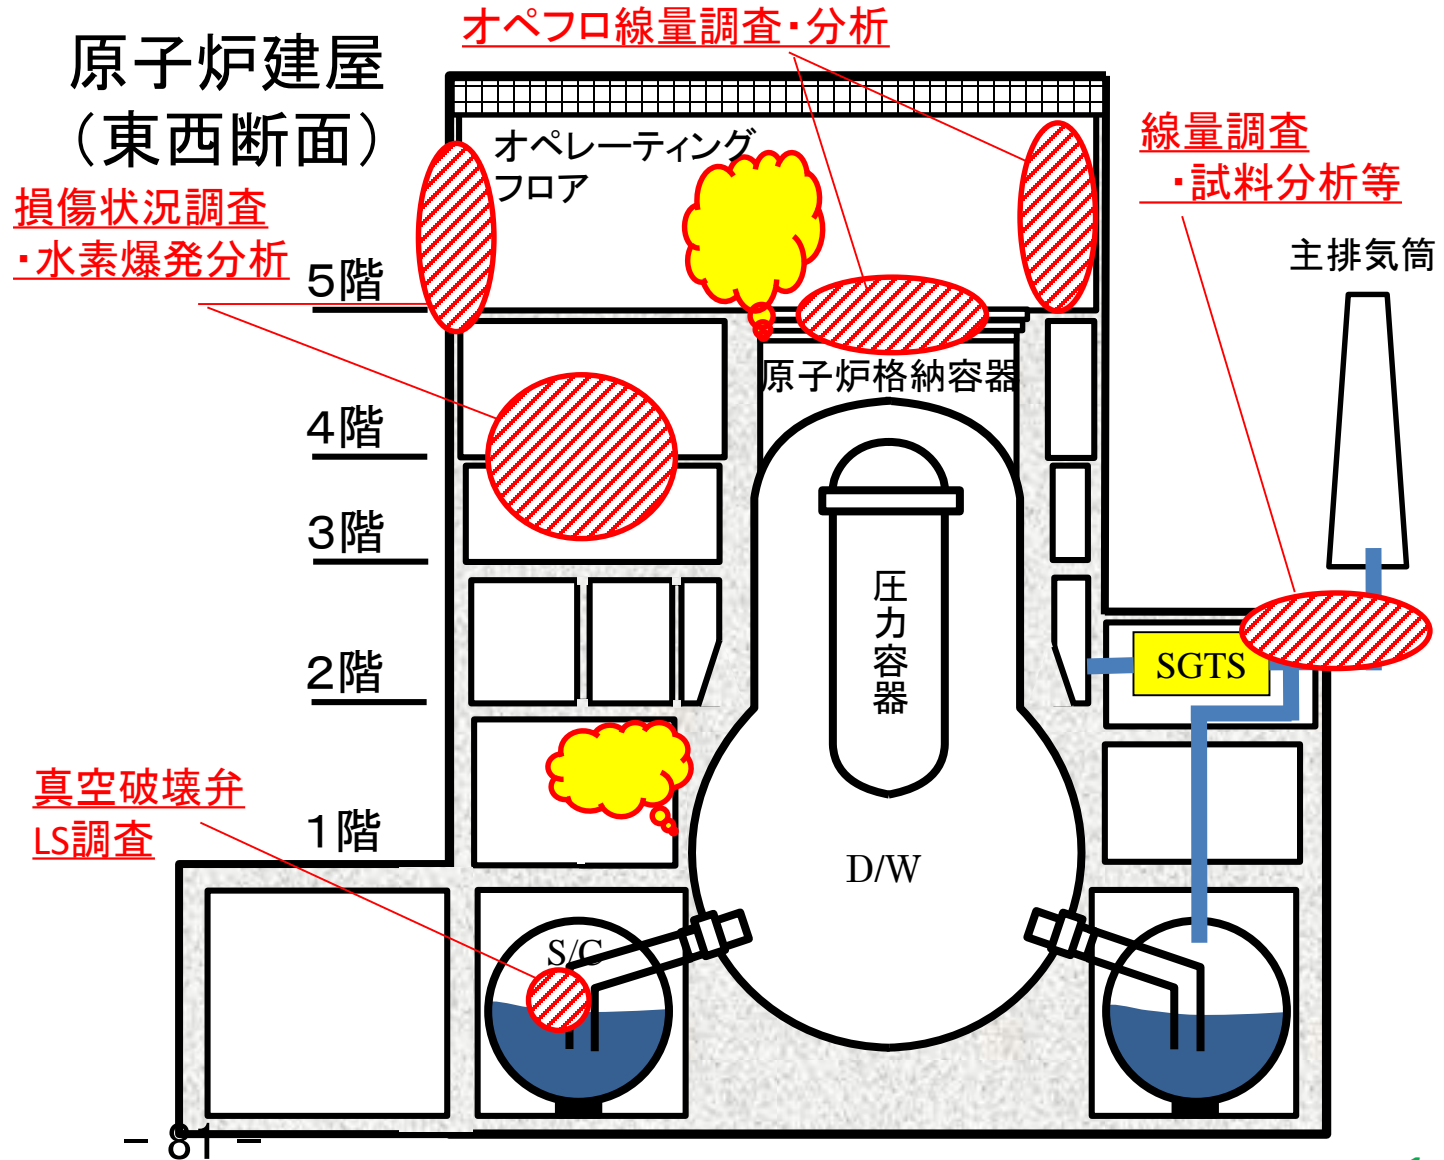 オペフロ線量調査・分析
原子炉建屋
（東西断面）
線量調査
・試料分析等
オペレーティング
フロア
損傷状況調査
・水素爆発分析
主排気筒
５階
原子炉格納容器
４階
３階
圧力容器
２階
SGTS
真空破壊弁
LS調査
１階
D/W
S/C
- 81 -